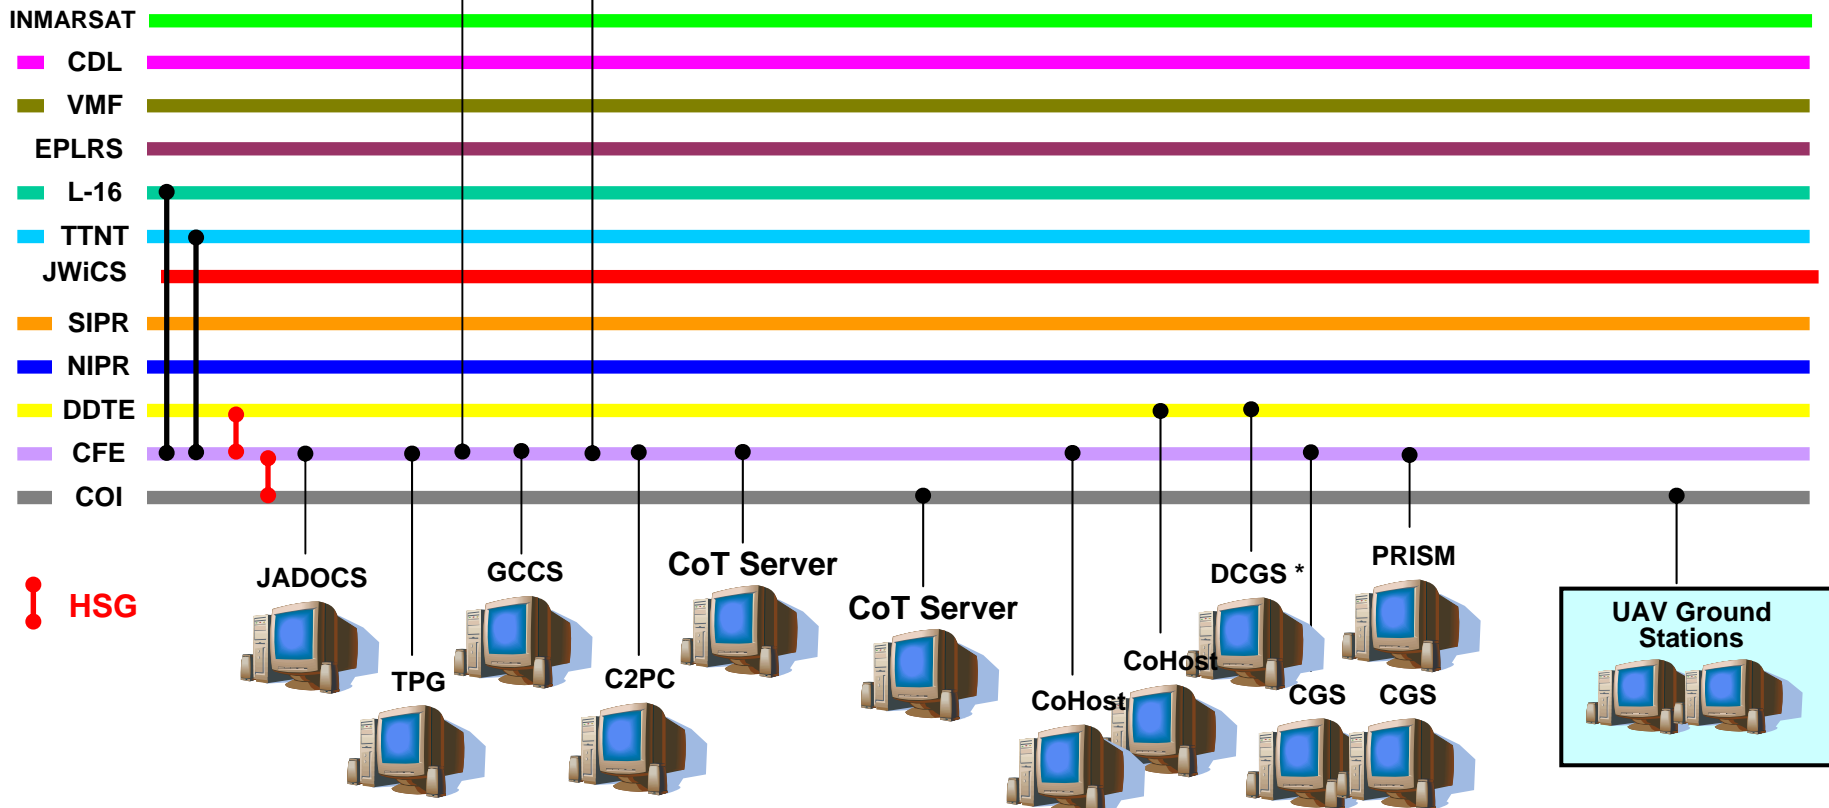 INMARSAT
CDL
VMF
EPLRS
L-16
TTNT
JWiCS
SIPR
NIPR
DDTE
CFE
COI
HSG
JADOCS
TPG
GCCS
C2PC
CoT Server
CoT Server
CoHost
CoHost
DCGS *
CGS
CGS
PRISM
UAV Ground
Stations